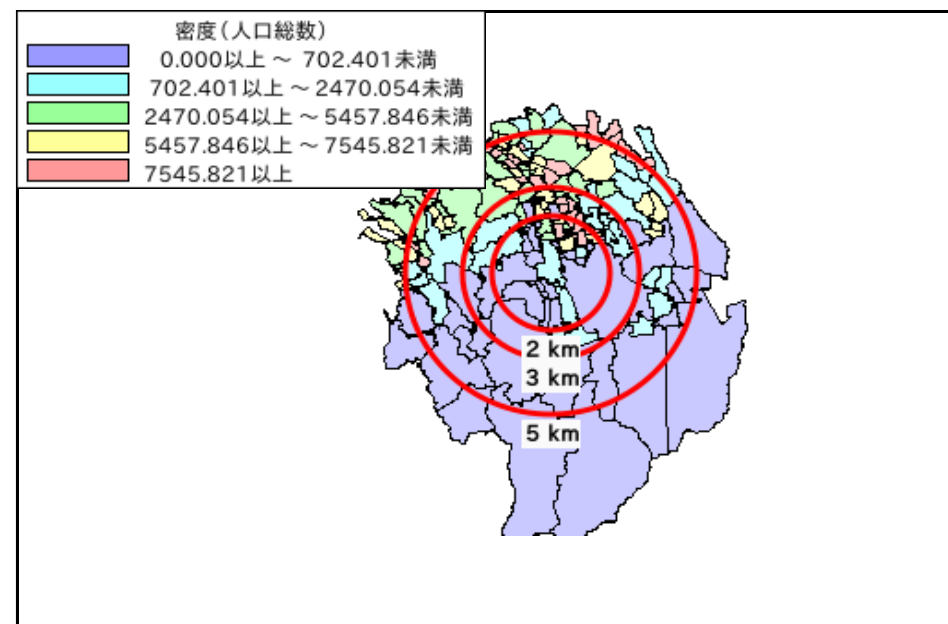 密度(人口総数)
0.000以上 ~ 702.401未満
702.401以上 ~ 2470.054未満
2470.054以上 ~ 5457.846未満
5457.846以上 ~ 7545.821未満
7545.821以上
2 km
3 km
5 km